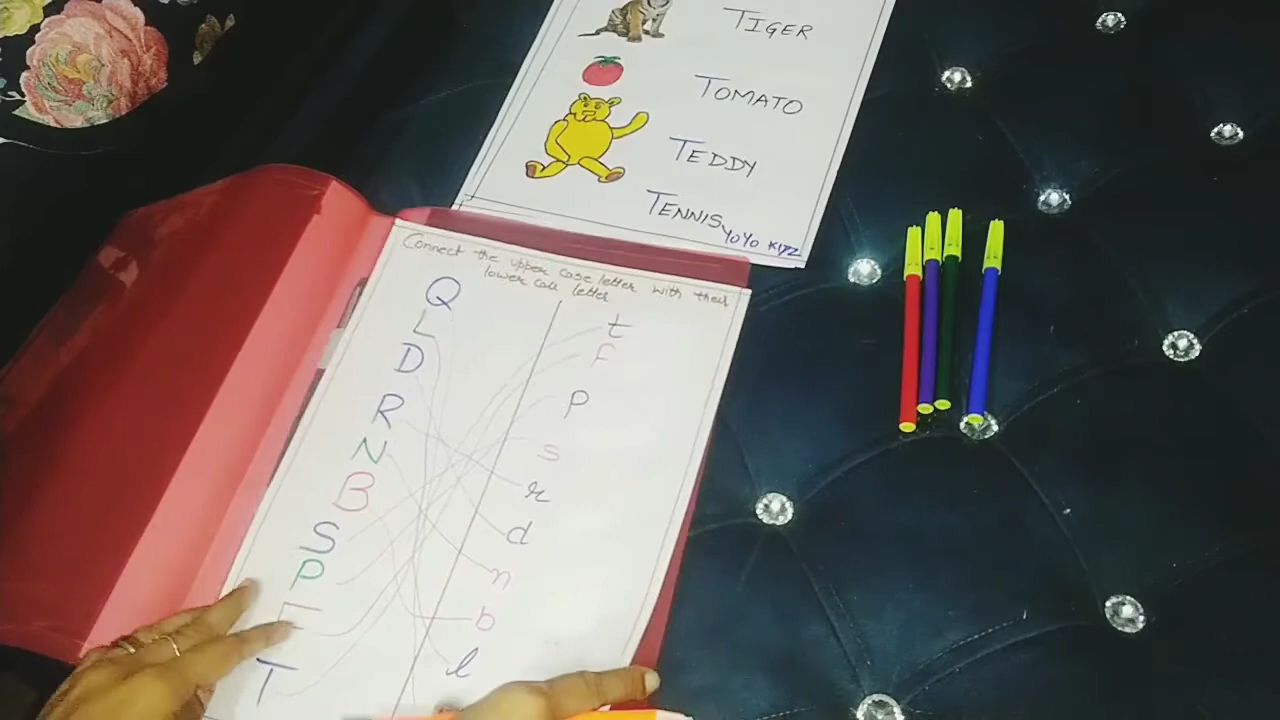 TIGER
TOMATO
TEDDY
TENNIS
YOYO KIDZ
Connect the upper case letter with their
lower case letter
Q
L t
D f
R p
N s
B r
S d
P n
F b
T l